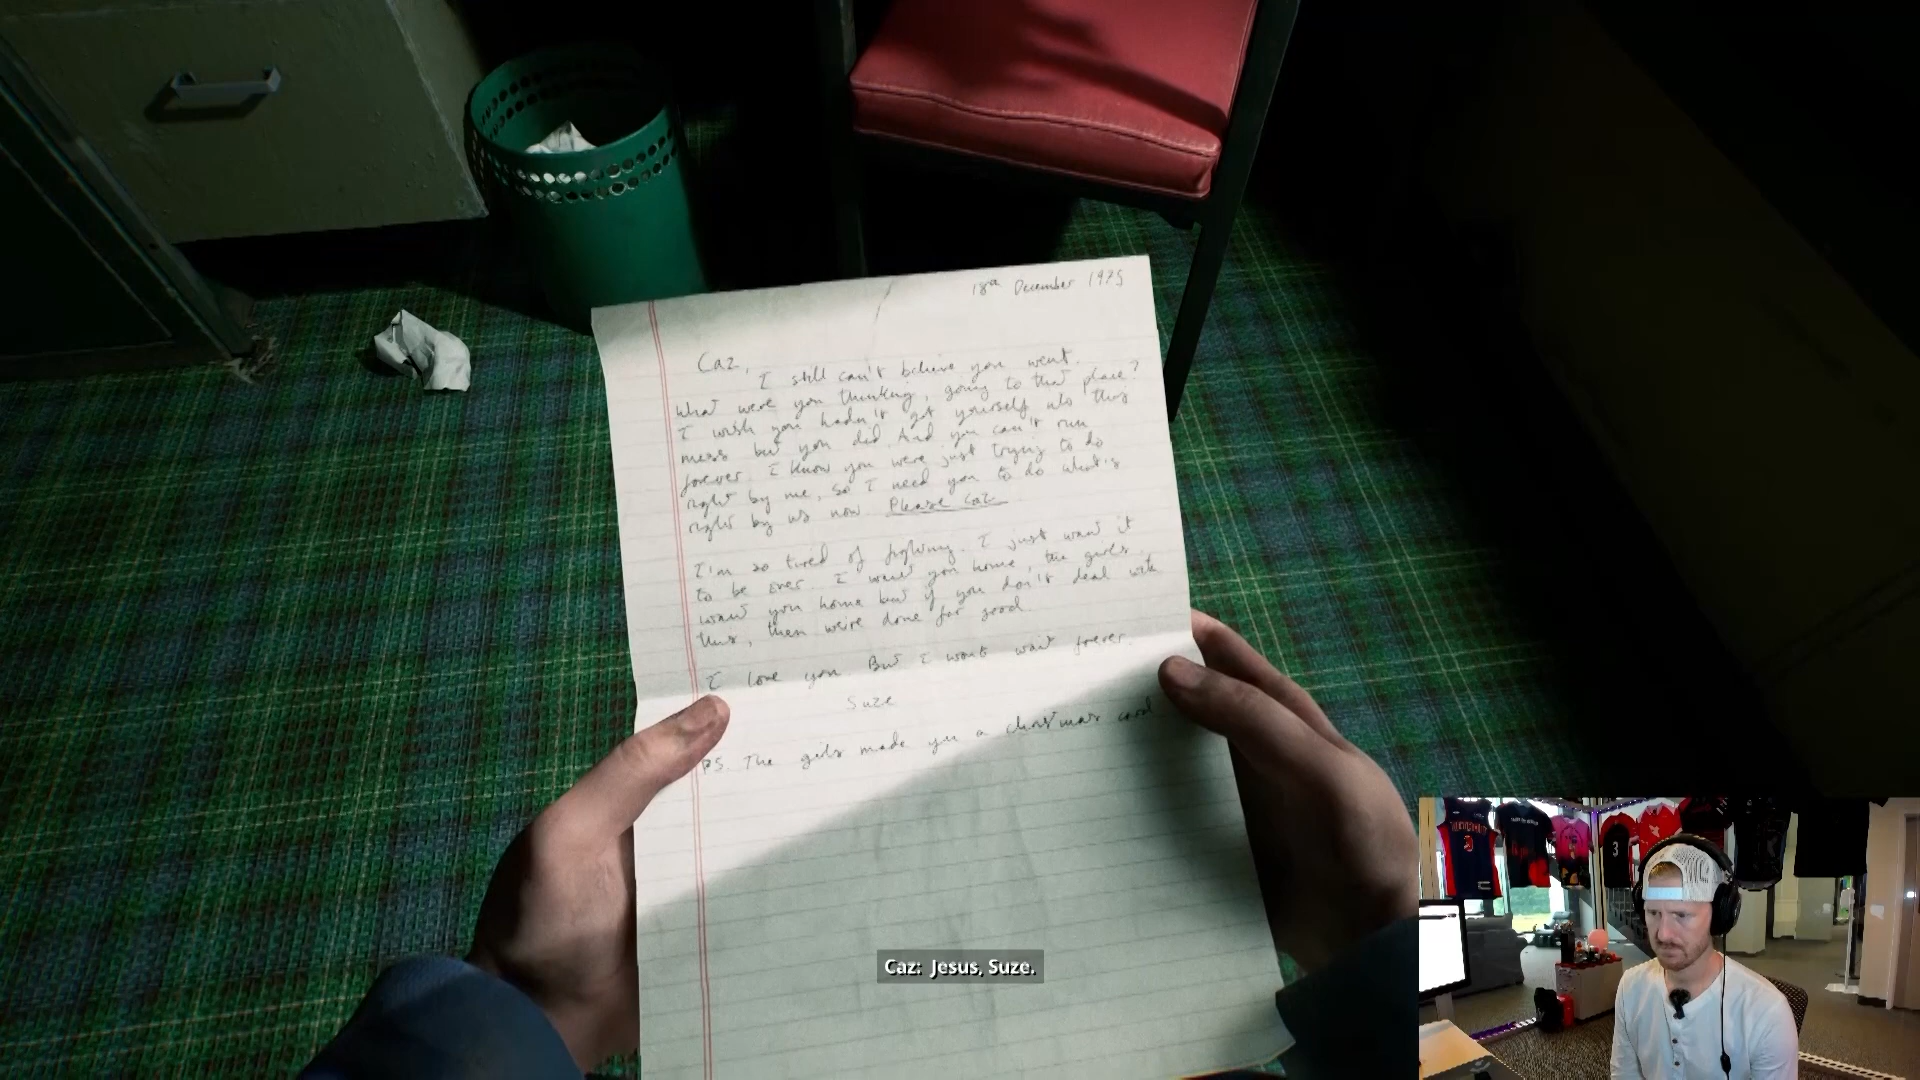 18th December 1975
Caz,
I still can't believe you went.
What were you thinking, going to that place?
I wish you hadn't got yourself into this
mess but you did. And you can't run
forever. I know you were just trying to do
right by me, so I need you to do what's
right by us now. Please Caz
I'm so tired of fighting. I just want it
to be over. I want you home, the girls
want you home but if you don't deal with
this, then we're done for good
I love you. But I won't wait forever.
Suze
PS. The girls made you a christmas card
Caz: Jesus, Suze.
3